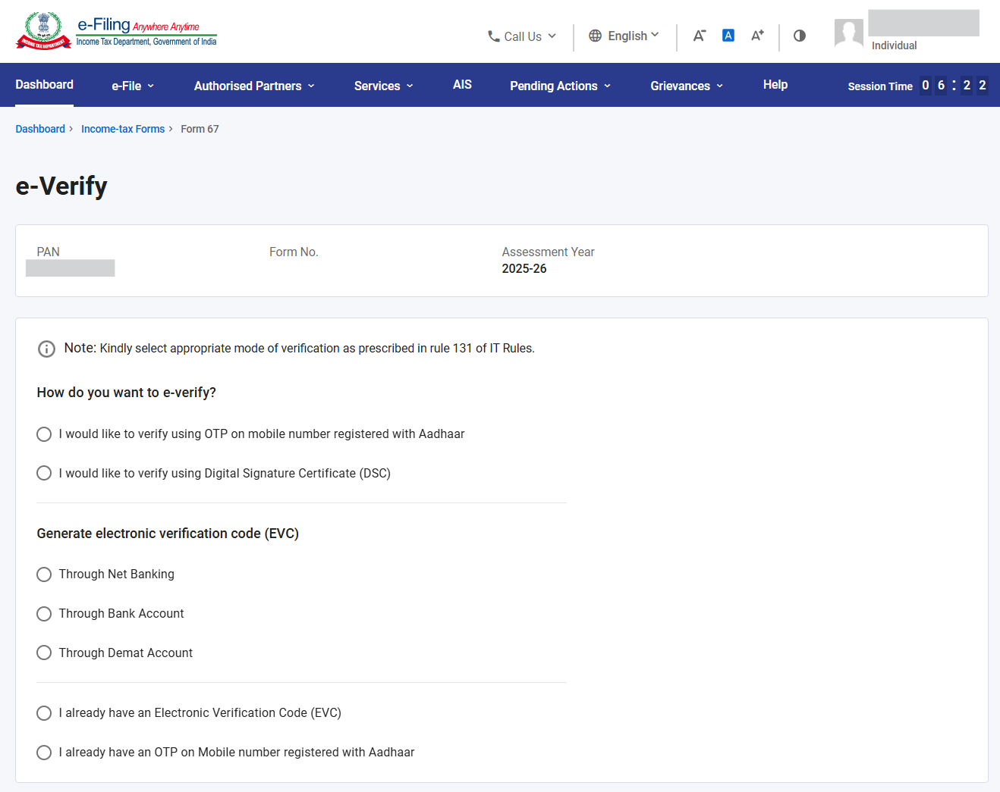 e-Filing Anywhere Anytime
Income Tax Department, Government of India
INCOME TAX DEPARTMENT
Call Us
English
A-
A
A+
Individual
Dashboard
e-File
Authorised Partners
Services
AIS
Pending Actions
Grievances
Help
Session Time 0 6 : 2 2
Dashboard > Income-tax Forms > Form 67
e-Verify
PAN
Form No.
Assessment Year
2025-26
Note: Kindly select appropriate mode of verification as prescribed in rule 131 of IT Rules.
How do you want to e-verify?
I would like to verify using OTP on mobile number registered with Aadhaar
I would like to verify using Digital Signature Certificate (DSC)
Generate electronic verification code (EVC)
Through Net Banking
Through Bank Account
Through Demat Account
I already have an Electronic Verification Code (EVC)
I already have an OTP on Mobile number registered with Aadhaar